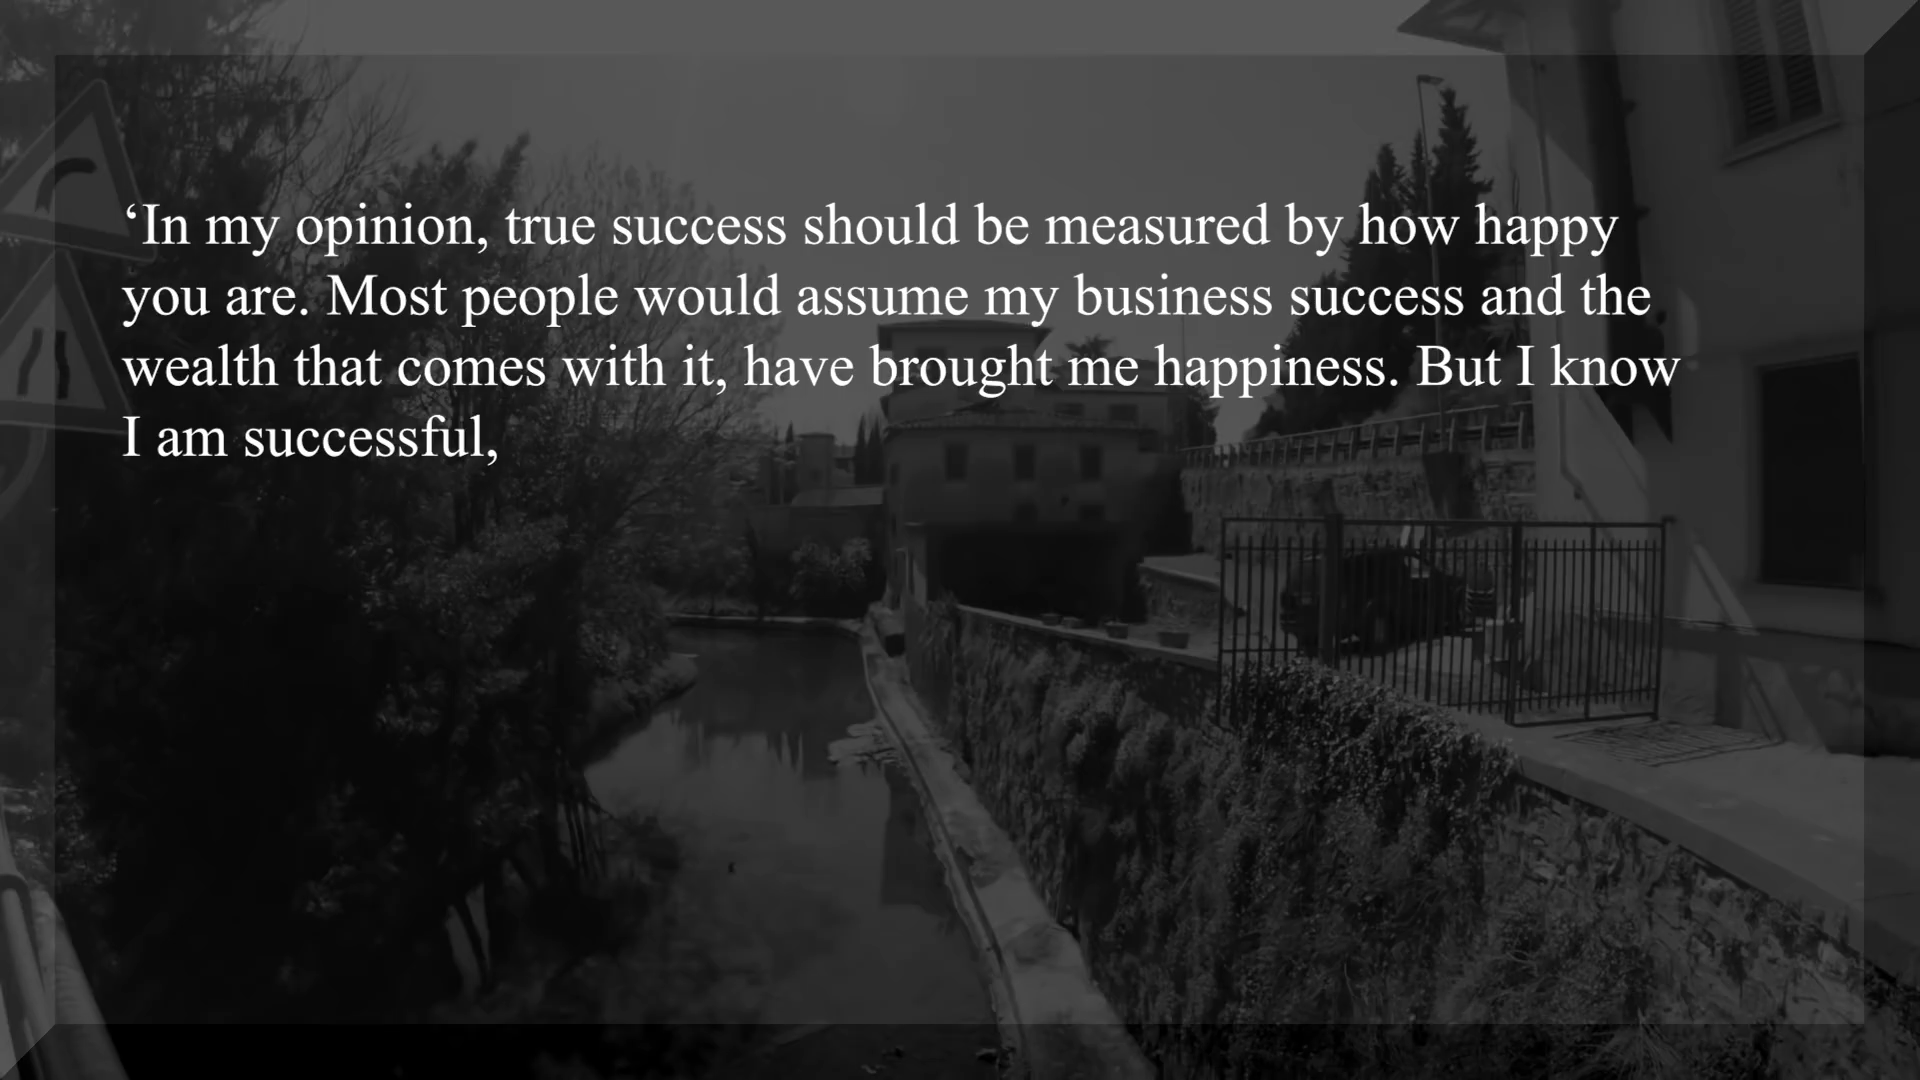 ‘In my opinion, true success should be measured by how happy
you are. Most people would assume my business success and the
wealth that comes with it, have brought me happiness. But I know
I am successful,